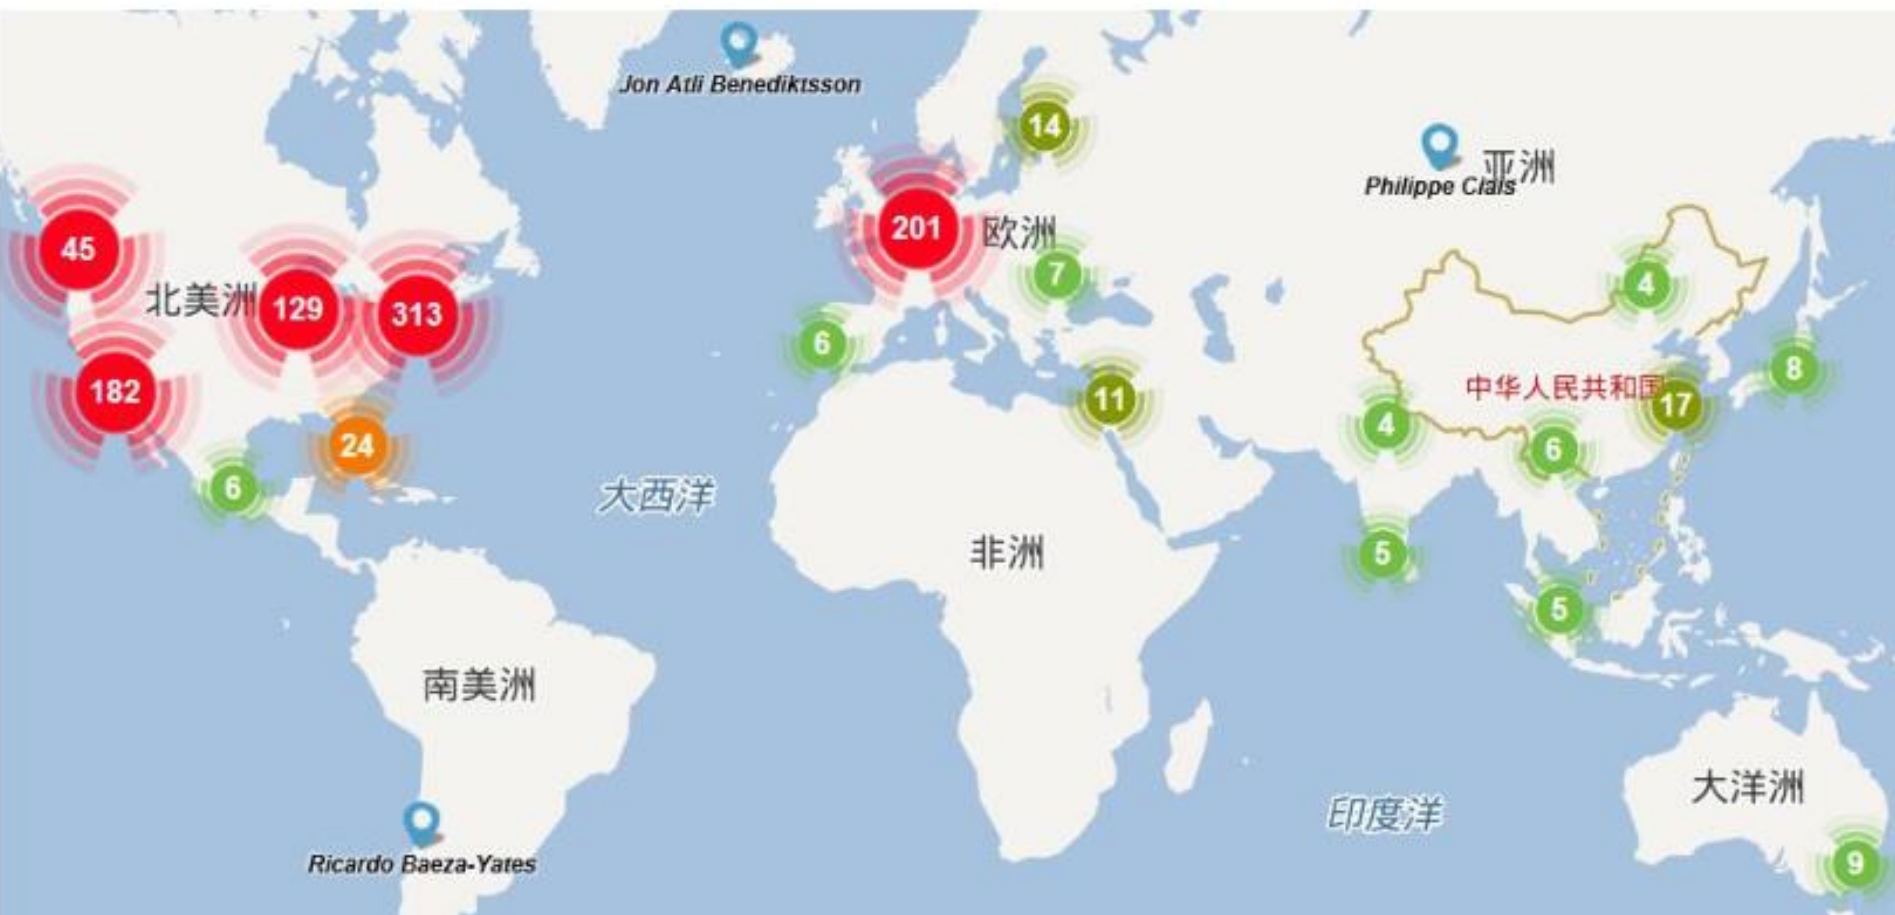 Jon Atli Benediktsson
14
亚洲
Philippe Ciais
201
欧洲
45
7
4
北美洲
129
313
6
8
182
中华人民共和国
11
17
4
24
6
6
大西洋
非洲
5
5
南美洲
大洋洲
印度洋
Ricardo Baeza-Yates
9